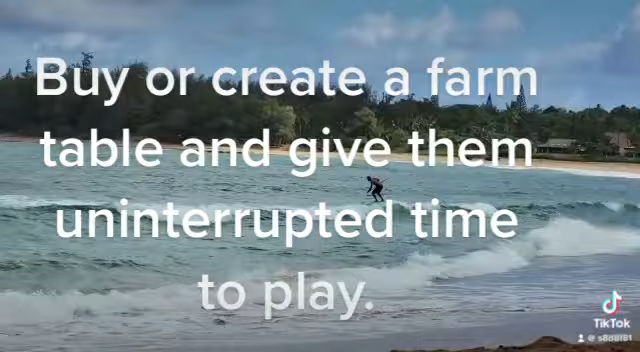 Buy or create a farm
table and give them
uninterrupted time
to play.
TikTok